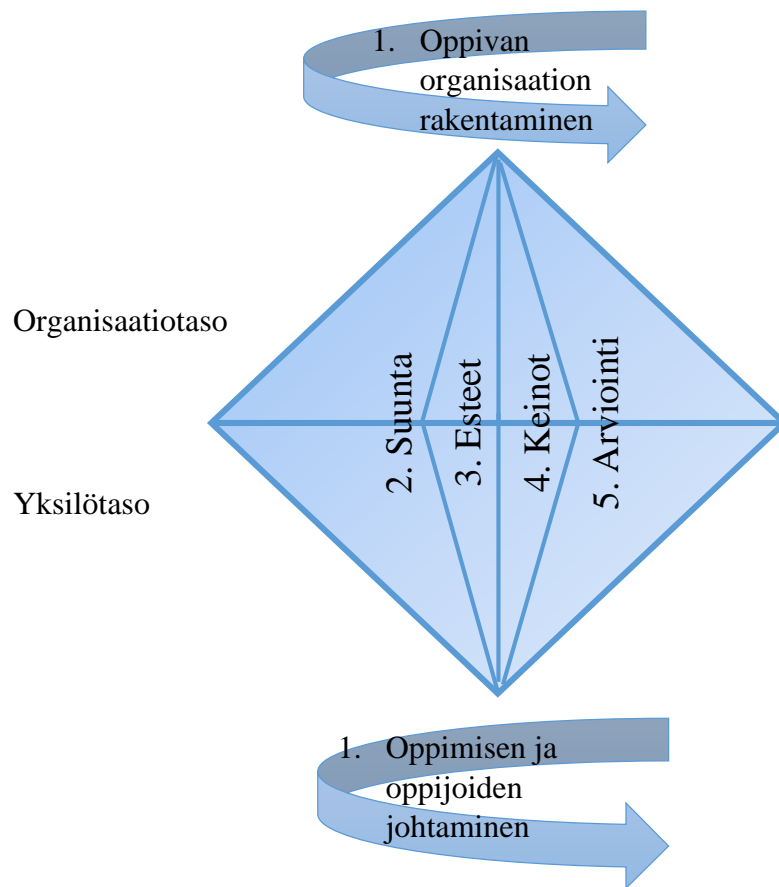 1. Oppivan
organisaation
rakentaminen
Organisaatiotaso
2. Suunta
3. Esteet
4. Keinot
5. Arviointi
Yksilötaso
1. Oppimisen ja
oppijoiden
johtaminen